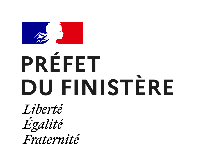 PRÉFET
DU FINISTÈRE
Liberté
Égalité
Fraternité